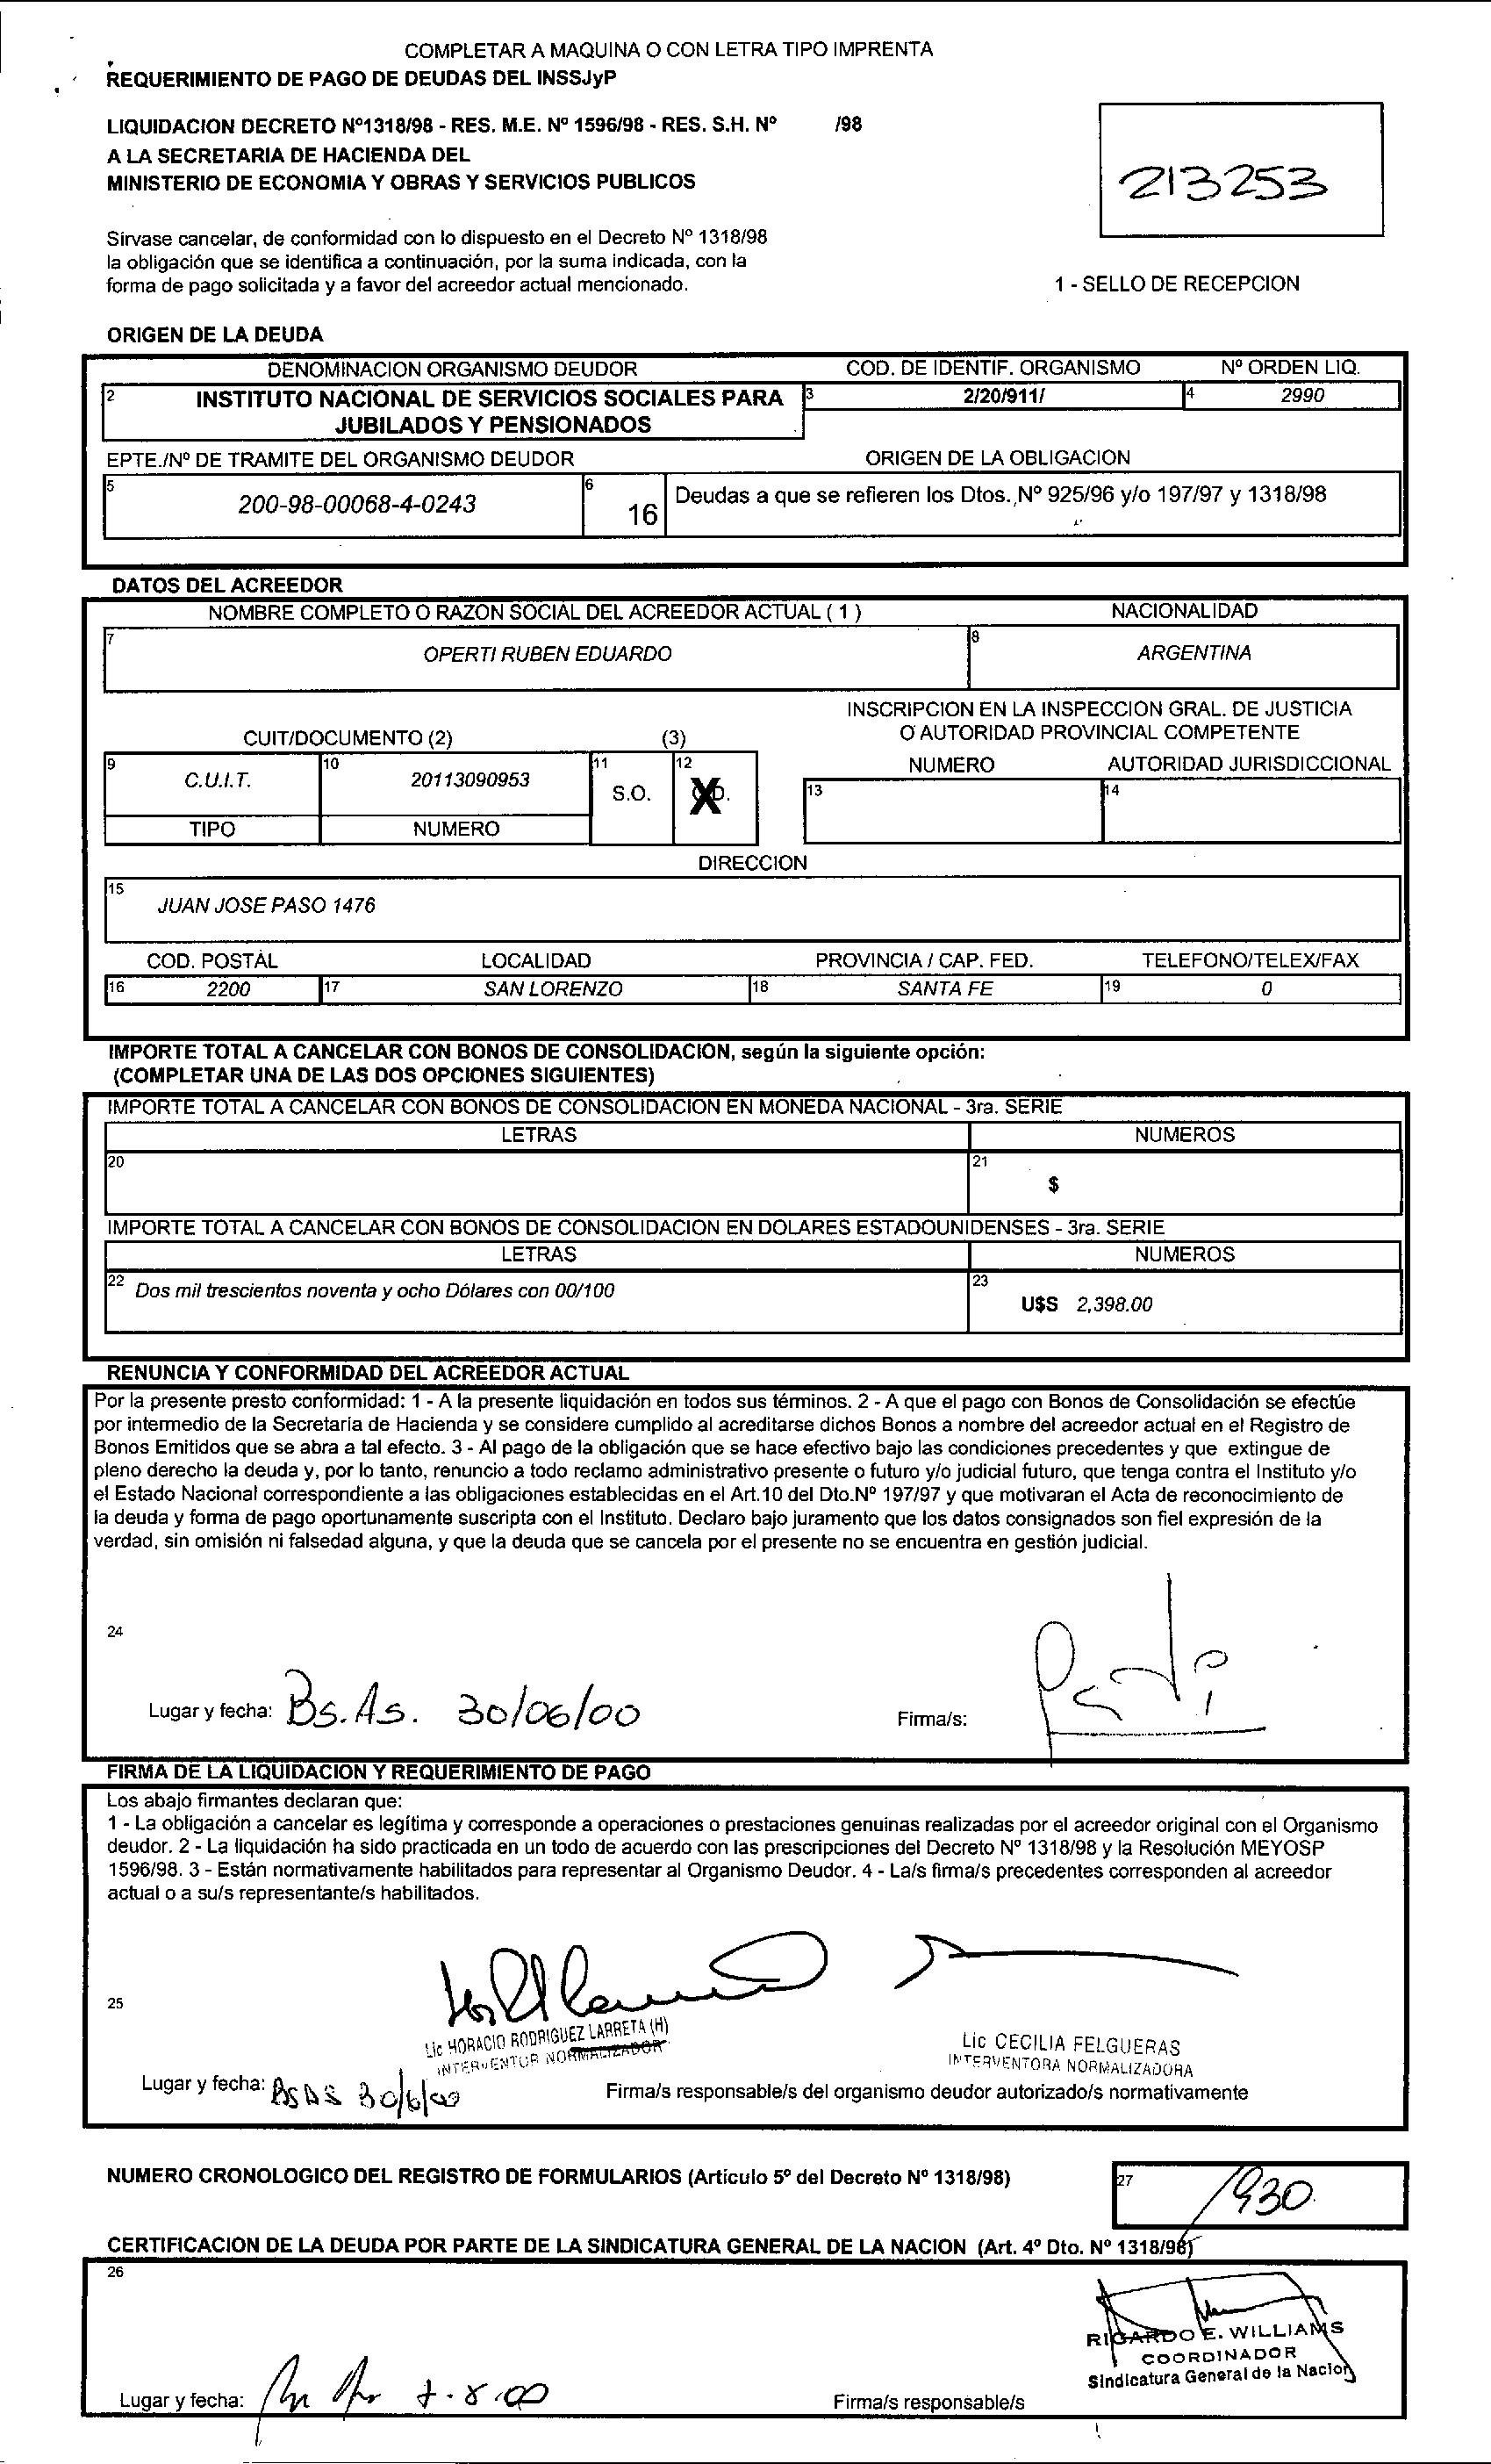 COMPLETAR A MAQUINA O CON LETRA TIPO IMPRENTA
REQUERIMIENTO DE PAGO DE DEUDAS DEL INSSJyP
LIQUIDACION DECRETO Nº1318/98 - RES. M.E. Nº 1596/98 - RES. S.H. Nº /98
A LA SECRETARIA DE HACIENDA DEL
MINISTERIO DE ECONOMIA Y OBRAS Y SERVICIOS PUBLICOS
213253
Sírvase cancelar, de conformidad con lo dispuesto en el Decreto Nº 1318/98
la obligación que se identifica a continuación, por la suma indicada, con la
forma de pago solicitada y a favor del acreedor actual mencionado.
1 - SELLO DE RECEPCION
ORIGEN DE LA DEUDA
DENOMINACION ORGANISMO DEUDOR COD. DE IDENTIF. ORGANISMO Nº ORDEN LIQ.
2 INSTITUTO NACIONAL DE SERVICIOS SOCIALES PARA 3 2/20/911/ 4 2990
JUBILADOS Y PENSIONADOS
EPTE./Nº DE TRAMITE DEL ORGANISMO DEUDOR ORIGEN DE LA OBLIGACION
5 200-98-00068-4-0243 6 16 Deudas a que se refieren los Dtos. Nº 925/96 y/o 197/97 y 1318/98
DATOS DEL ACREEDOR
NOMBRE COMPLETO O RAZON SOCIAL DEL ACREEDOR ACTUAL ( 1 ) NACIONALIDAD
7 OPERTI RUBEN EDUARDO 8 ARGENTINA
INSCRIPCION EN LA INSPECCION GRAL. DE JUSTICIA
CUIT/DOCUMENTO (2) (3) O AUTORIDAD PROVINCIAL COMPETENTE
9 C.U.I.T. 10 20113090953 11 S.O. 12 X D. NUMERO AUTORIDAD JURISDICCIONAL
13 14
TIPO NUMERO
DIRECCION
15 JUAN JOSE PASO 1476
COD. POSTAL LOCALIDAD PROVINCIA / CAP. FED. TELEFONO/TELEX/FAX
16 2200 17 SAN LORENZO 18 SANTA FE 19 0
IMPORTE TOTAL A CANCELAR CON BONOS DE CONSOLIDACION, según la siguiente opción:
(COMPLETAR UNA DE LAS DOS OPCIONES SIGUIENTES)
IMPORTE TOTAL A CANCELAR CON BONOS DE CONSOLIDACION EN MONEDA NACIONAL - 3ra. SERIE
LETRAS NUMEROS
20 21 $
IMPORTE TOTAL A CANCELAR CON BONOS DE CONSOLIDACION EN DOLARES ESTADOUNIDENSES - 3ra. SERIE
LETRAS NUMEROS
22 Dos mil trescientos noventa y ocho Dólares con 00/100 23 U$S 2,398.00
RENUNCIA Y CONFORMIDAD DEL ACREEDOR ACTUAL
Por la presente presto conformidad: 1 - A la presente liquidación en todos sus términos. 2 - A que el pago con Bonos de Consolidación se efectúe
por intermedio de la Secretaría de Hacienda y se considere cumplido al acreditarse dichos Bonos a nombre del acreedor actual en el Registro de
Bonos Emitidos que se abra a tal efecto. 3 - Al pago de la obligación que se hace efectivo bajo las condiciones precedentes y que extingue de
pleno derecho la deuda y, por lo tanto, renuncio a todo reclamo administrativo presente o futuro y/o judicial futuro, que tenga contra el Instituto y/o
el Estado Nacional correspondiente a las obligaciones establecidas en el Art.10 del Dto.Nº 197/97 y que motivaran el Acta de reconocimiento de
la deuda y forma de pago oportunamente suscripta con el Instituto. Declaro bajo juramento que los datos consignados son fiel expresión de la
verdad, sin omisión ni falsedad alguna, y que la deuda que se cancela por el presente no se encuentra en gestión judicial.
24
Lugar y fecha: Bs.As. 30/06/00 Firma/s:
FIRMA DE LA LIQUIDACION Y REQUERIMIENTO DE PAGO
Los abajo firmantes declaran que:
1 - La obligación a cancelar es legítima y corresponde a operaciones o prestaciones genuinas realizadas por el acreedor original con el Organismo
deudor. 2 - La liquidación ha sido practicada en un todo de acuerdo con las prescripciones del Decreto Nº 1318/98 y la Resolución MEYOSP
1596/98. 3 - Están normativamente habilitados para representar al Organismo Deudor. 4 - La/s firma/s precedentes corresponden al acreedor
actual o a su/s representante/s habilitados.
25
Lic HORACIO RODRIGUEZ LARRETA (H)
INTERVENTOR NORMALIZADOR
Lic CECILIA FELGUERAS
INTERVENTORA NORMALIZADORA
Lugar y fecha: BsAs 30/6/00 Firma/s responsable/s del organismo deudor autorizado/s normativamente
NUMERO CRONOLOGICO DEL REGISTRO DE FORMULARIOS (Artículo 5º del Decreto Nº 1318/98) 27 1930
CERTIFICACION DE LA DEUDA POR PARTE DE LA SINDICATURA GENERAL DE LA NACION (Art. 4º Dto. Nº 1318/98)
26
RICARDO E. WILLIAMS
COORDINADOR
Sindicatura General de la Nacion
Lugar y fecha: 7.8.00 Firma/s responsable/s